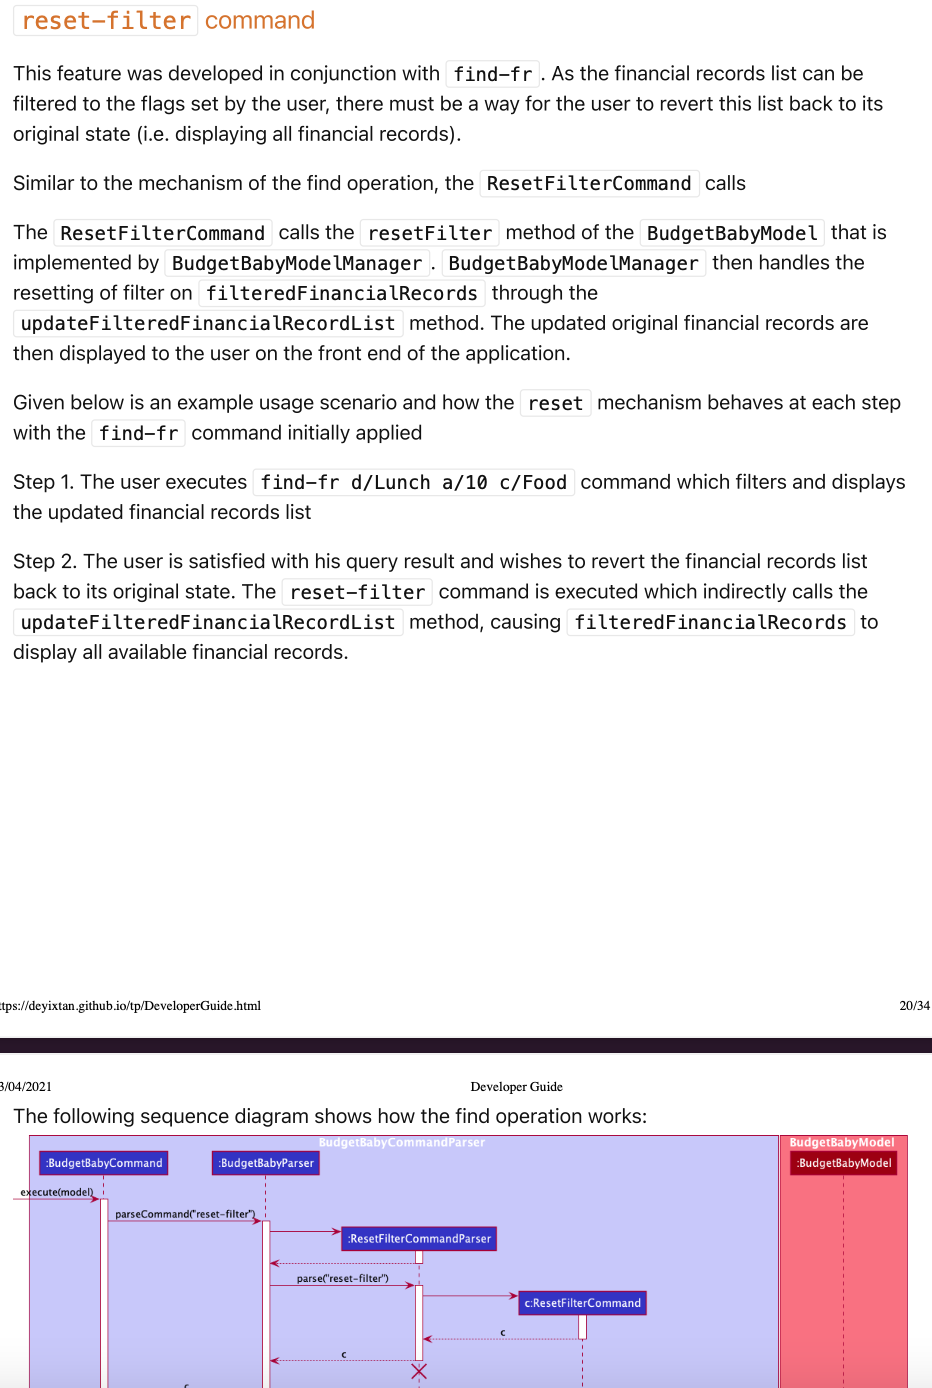 reset-filter command
This feature was developed in conjunction with find-fr . As the financial records list can be
filtered to the flags set by the user, there must be a way for the user to revert this list back to its
original state (i.e. displaying all financial records).
Similar to the mechanism of the find operation, the ResetFilterCommand calls
The ResetFilterCommand calls the resetFilter method of the BudgetBabyModel that is
implemented by BudgetBabyModelManager . BudgetBabyModelManager then handles the
resetting of filter on filteredFinancialRecords through the
updateFilteredFinancialRecordList method. The updated original financial records are
then displayed to the user on the front end of the application.
Given below is an example usage scenario and how the reset mechanism behaves at each step
with the find-fr command initially applied
Step 1. The user executes find-fr d/Lunch a/10 c/Food command which filters and displays
the updated financial records list
Step 2. The user is satisfied with his query result and wishes to revert the financial records list
back to its original state. The reset-filter command is executed which indirectly calls the
updateFilteredFinancialRecordList method, causing filteredFinancialRecords to
display all available financial records.
ttps://deyixtan.github.io/tp/DeveloperGuide.html 20/34
3/04/2021 Developer Guide
The following sequence diagram shows how the find operation works:
BudgetBabyCommandParser BudgetBabyModel
:BudgetBabyCommand :BudgetBabyParser :BudgetBabyModel
execute(model)
parseCommand("reset-filter")
:ResetFilterCommandParser
parse("reset-filter")
c:ResetFilterCommand
c
c
c